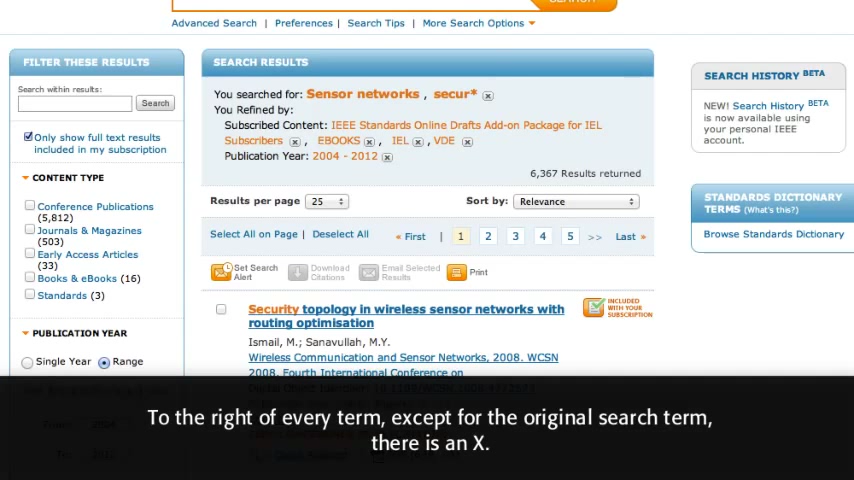 SEARCH
Advanced Search | Preferences | Search Tips | More Search Options
FILTER THESE RESULTS
Search within results:
Search
Only show full text results
included in my subscription
CONTENT TYPE
Conference Publications
(5,812)
Journals & Magazines
(503)
Early Access Articles
(33)
Books & eBooks (16)
Standards (3)
PUBLICATION YEAR
Single Year Range
From: 2004
To: 2012
SEARCH RESULTS
You searched for: Sensor networks , secur* x
You Refined by:
Subscribed Content: IEEE Standards Online Drafts Add-on Package for IEL
Subscribers x , EBOOKS x , IEL x , VDE x
Publication Year: 2004 - 2012 x
6,367 Results returned
Results per page 25 Sort by: Relevance
Select All on Page | Deselect All « First | 1 2 3 4 5 >> Last »
Set Search
Alert
Download
Citations
Email Selected
Results
Print
Security topology in wireless sensor networks with
routing optimisation
INCLUDED
WITH YOUR
SUBSCRIPTION
Ismail, M.; Sanavullah, M.Y.
Wireless Communication and Sensor Networks, 2008. WCSN
2008. Fourth International Conference on
Digital Object Identifier:
SEARCH HISTORY BETA
NEW! Search History BETA
is now available using
your personal IEEE
account.
STANDARDS DICTIONARY
TERMS (What's this?)
Browse Standards Dictionary
To the right of every term, except for the original search term,
there is an X.